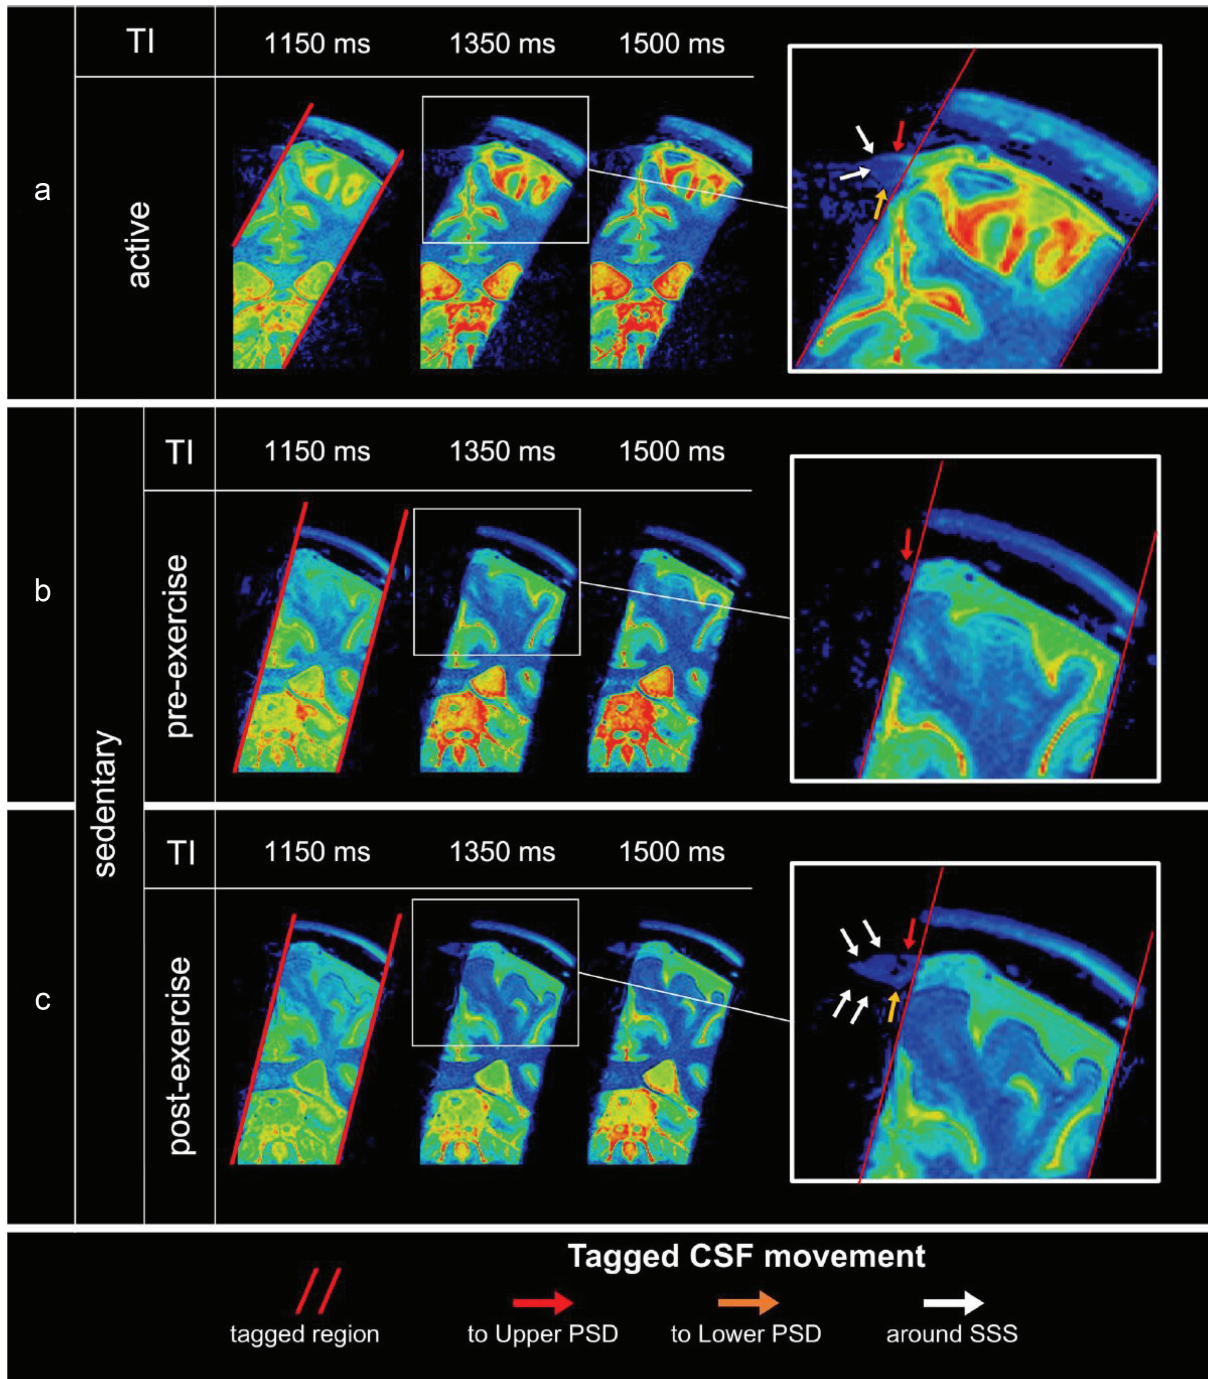 TI 1150 ms 1350 ms 1500 ms
a
active
TI 1150 ms 1350 ms 1500 ms
b
pre-exercise
sedentary
TI 1150 ms 1350 ms 1500 ms
c
post-exercise
Tagged CSF movement
tagged region to Upper PSD to Lower PSD around SSS